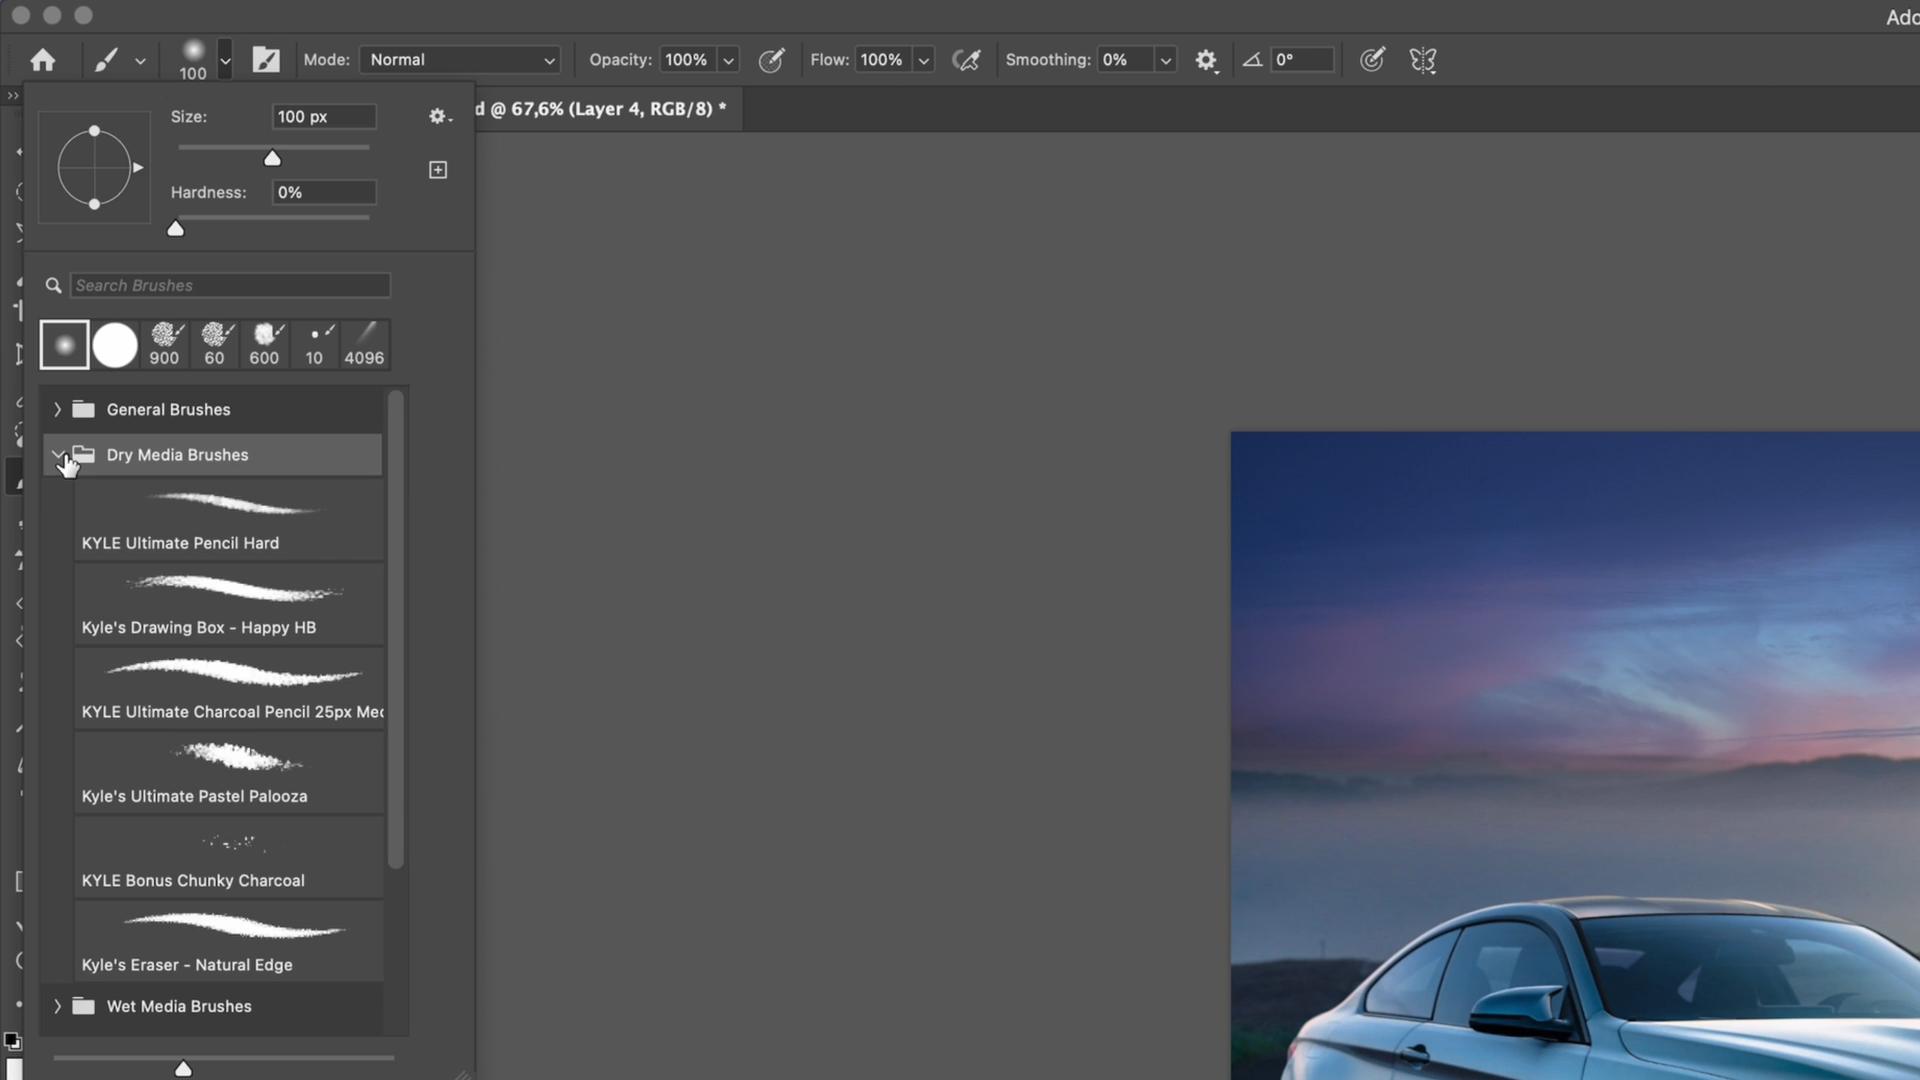 Ado
100
Mode: Normal
Opacity: 100%
Flow: 100%
Smoothing: 0%
0°
d @ 67,6% (Layer 4, RGB/8) *
Size: 100 px
Hardness: 0%
Search Brushes
900 60 600 10 4096
General Brushes
Dry Media Brushes
KYLE Ultimate Pencil Hard
Kyle's Drawing Box - Happy HB
KYLE Ultimate Charcoal Pencil 25px Med
Kyle's Ultimate Pastel Palooza
KYLE Bonus Chunky Charcoal
Kyle's Eraser - Natural Edge
Wet Media Brushes